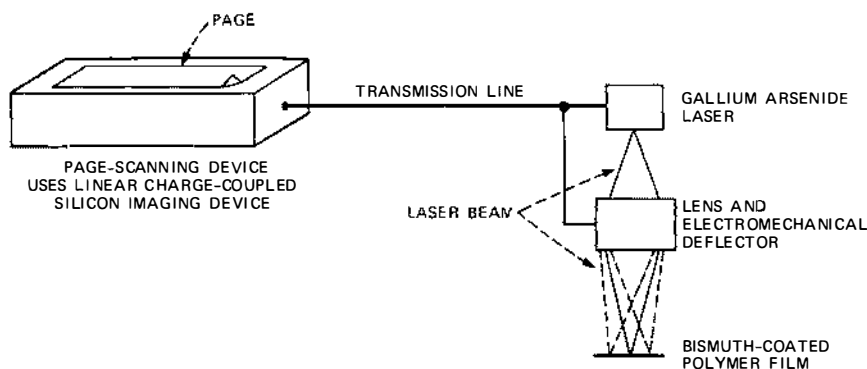 PAGE
TRANSMISSION LINE
GALLIUM ARSENIDE
LASER
PAGE-SCANNING DEVICE
USES LINEAR CHARGE-COUPLED
SILICON IMAGING DEVICE
LASER BEAM
LENS AND
ELECTROMECHANICAL
DEFLECTOR
BISMUTH-COATED
POLYMER FILM